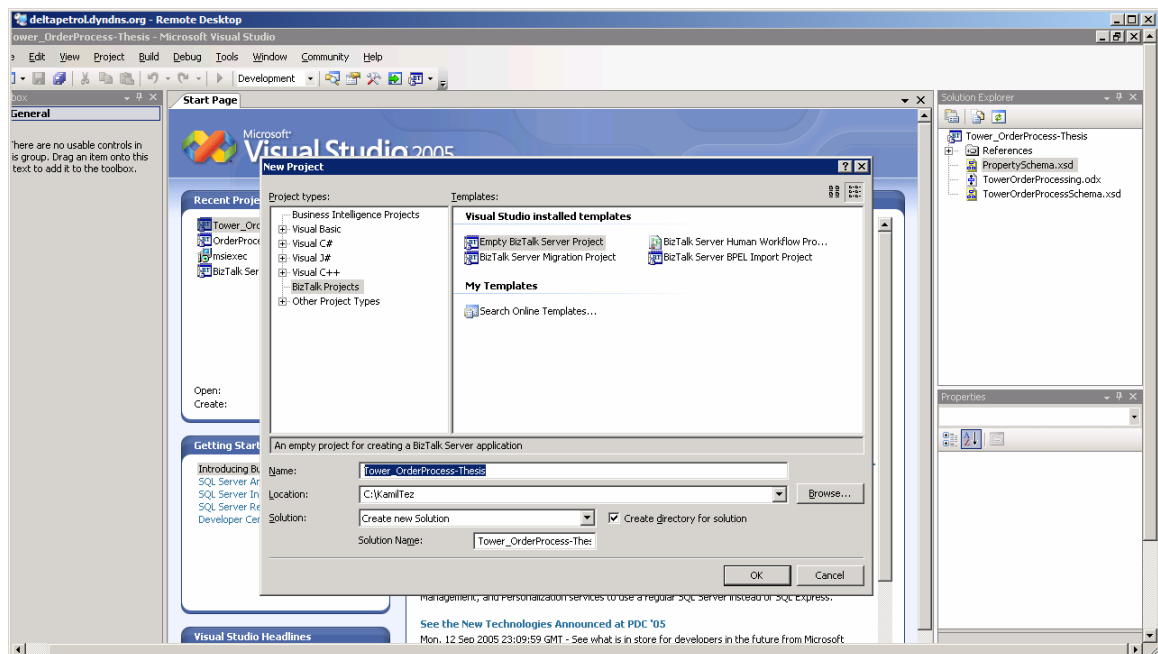 deltapetrol.dyndns.org - Remote Desktop
ower_OrderProcess-Thesis - Microsoft Visual Studio
Edit View Project Build Debug Tools Window Community Help
Development
box
Start Page
Solution Explorer
General
There are no usable controls in
is group. Drag an item onto this
text to add it to the toolbox.
Microsoft
Visual Studio 2005
Recent Proje
Tower_Ord
OrderProce
msiexec
BizTalk Ser
Open:
Create:
Getting Start
Introducing Bu
SQL Server Ar
SQL Server In
SQL Server Re
Developer Cen
Visual Studio Headlines
New Project
Project types:
Business Intelligence Projects
Visual Basic
Visual C#
Visual J#
Visual C++
BizTalk Projects
Other Project Types
Templates:
Visual Studio installed templates
Empty BizTalk Server Project
BizTalk Server Human Workflow Pro...
BizTalk Server Migration Project
BizTalk Server BPEL Import Project
My Templates
Search Online Templates...
An empty project for creating a BizTalk Server application
Name: Tower_OrderProcess-Thesis
Location: C:\KamilTez Browse...
Solution: Create new Solution Create directory for solution
Solution Name: Tower_OrderProcess-The
OK Cancel
Management, and Personalization services to use a regular SQL Server instead of SQL Express.
See the New Technologies Announced at PDC '05
Mon, 12 Sep 2005 23:09:59 GMT - See what is in store for developers in the future from Microsoft
Tower_OrderProcess-Thesis
References
PropertySchema.xsd
TowerOrderProcessing.odx
TowerOrderProcessSchema.xsd
Properties